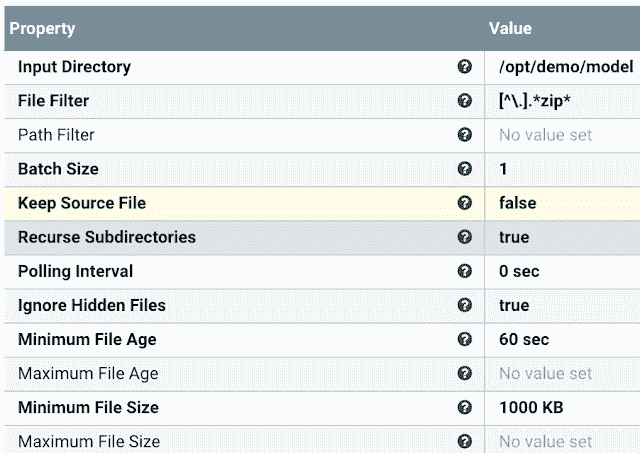 Property Value
Input Directory /opt/demo/model
File Filter [^\.].*zip*
Path Filter No value set
Batch Size 1
Keep Source File false
Recurse Subdirectories true
Polling Interval 0 sec
Ignore Hidden Files true
Minimum File Age 60 sec
Maximum File Age No value set
Minimum File Size 1000 KB
Maximum File Size No value set